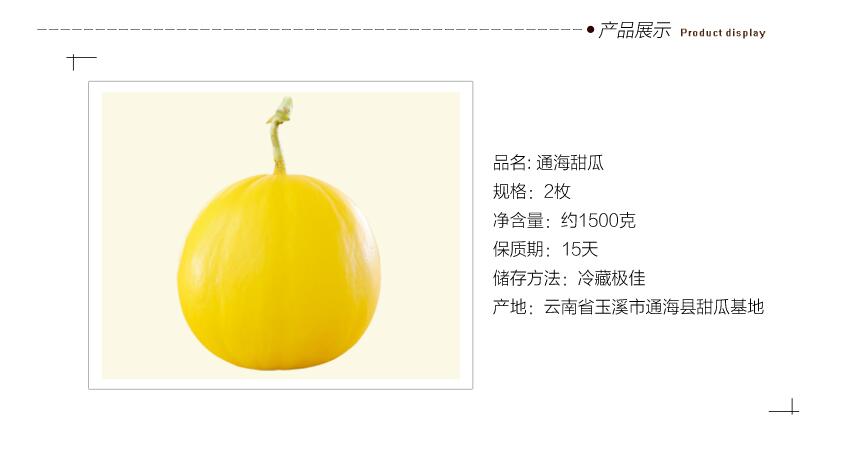 产品展示 Product display
品名: 通海甜瓜
规格：2枚
净含量：约1500克
保质期：15天
储存方法：冷藏极佳
产地：云南省玉溪市通海县甜瓜基地